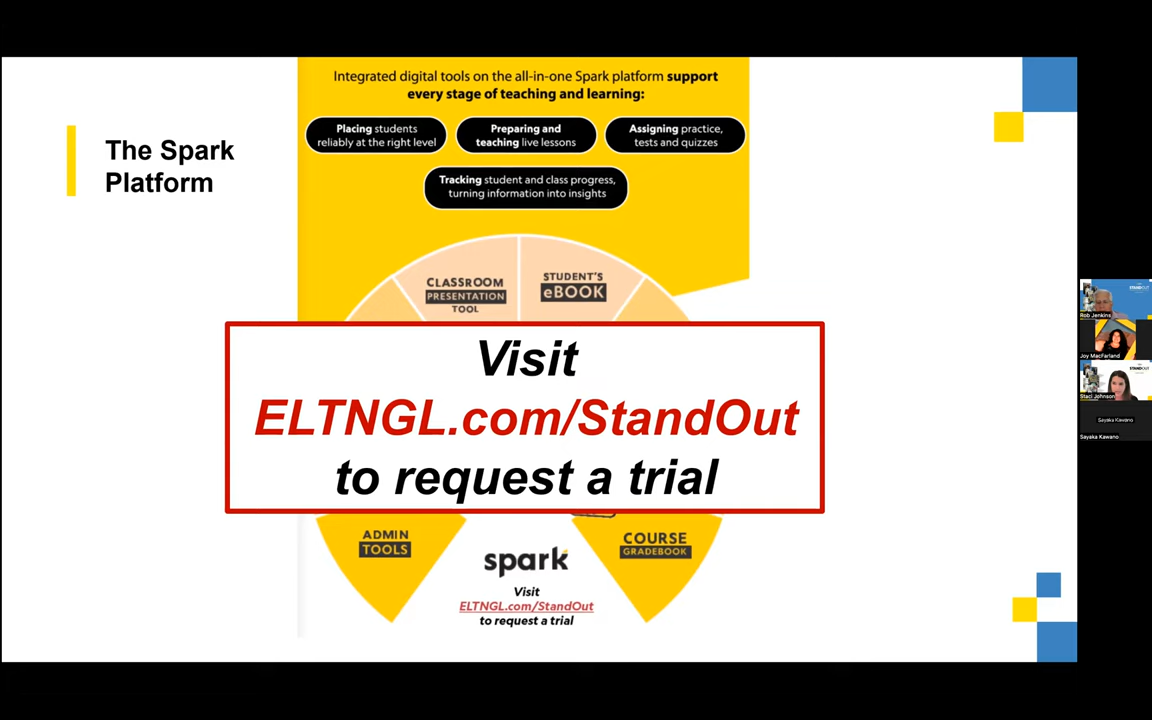 Integrated digital tools on the all-in-one Spark platform support
every stage of teaching and learning:
Placing students
reliably at the right level
Preparing and
teaching live lessons
Assigning practice,
tests and quizzes
Tracking student and class progress,
turning information into insights
The Spark
Platform
CLASSROOM
PRESENTATION
TOOL
STUDENT'S
eBOOK
Visit
ELTNGL.com/StandOut
to request a trial
ADMIN
TOOLS
COURSE
GRADEBOOK
spark
Visit
ELTNGL.com/StandOut
to request a trial
Rob Jenkins
Joy MacFarland
Staci Johnson
Sayaka Kawano
Sayaka Kawano